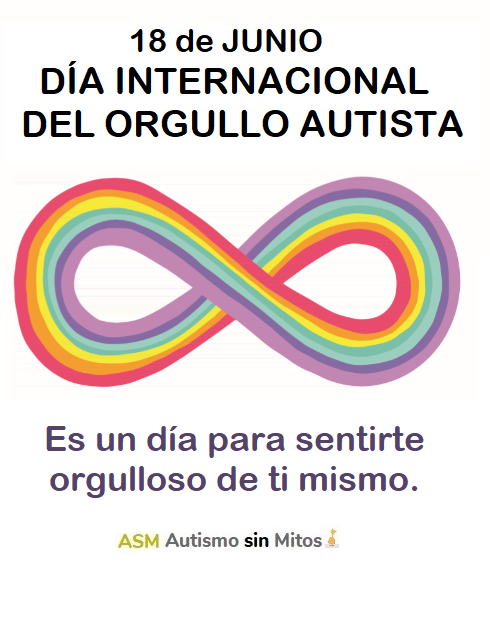 18 de JUNIO
DÍA INTERNACIONAL
DEL ORGULLO AUTISTA
Es un día para sentirte
orgulloso de ti mismo.
ASM Autismo sin Mitos